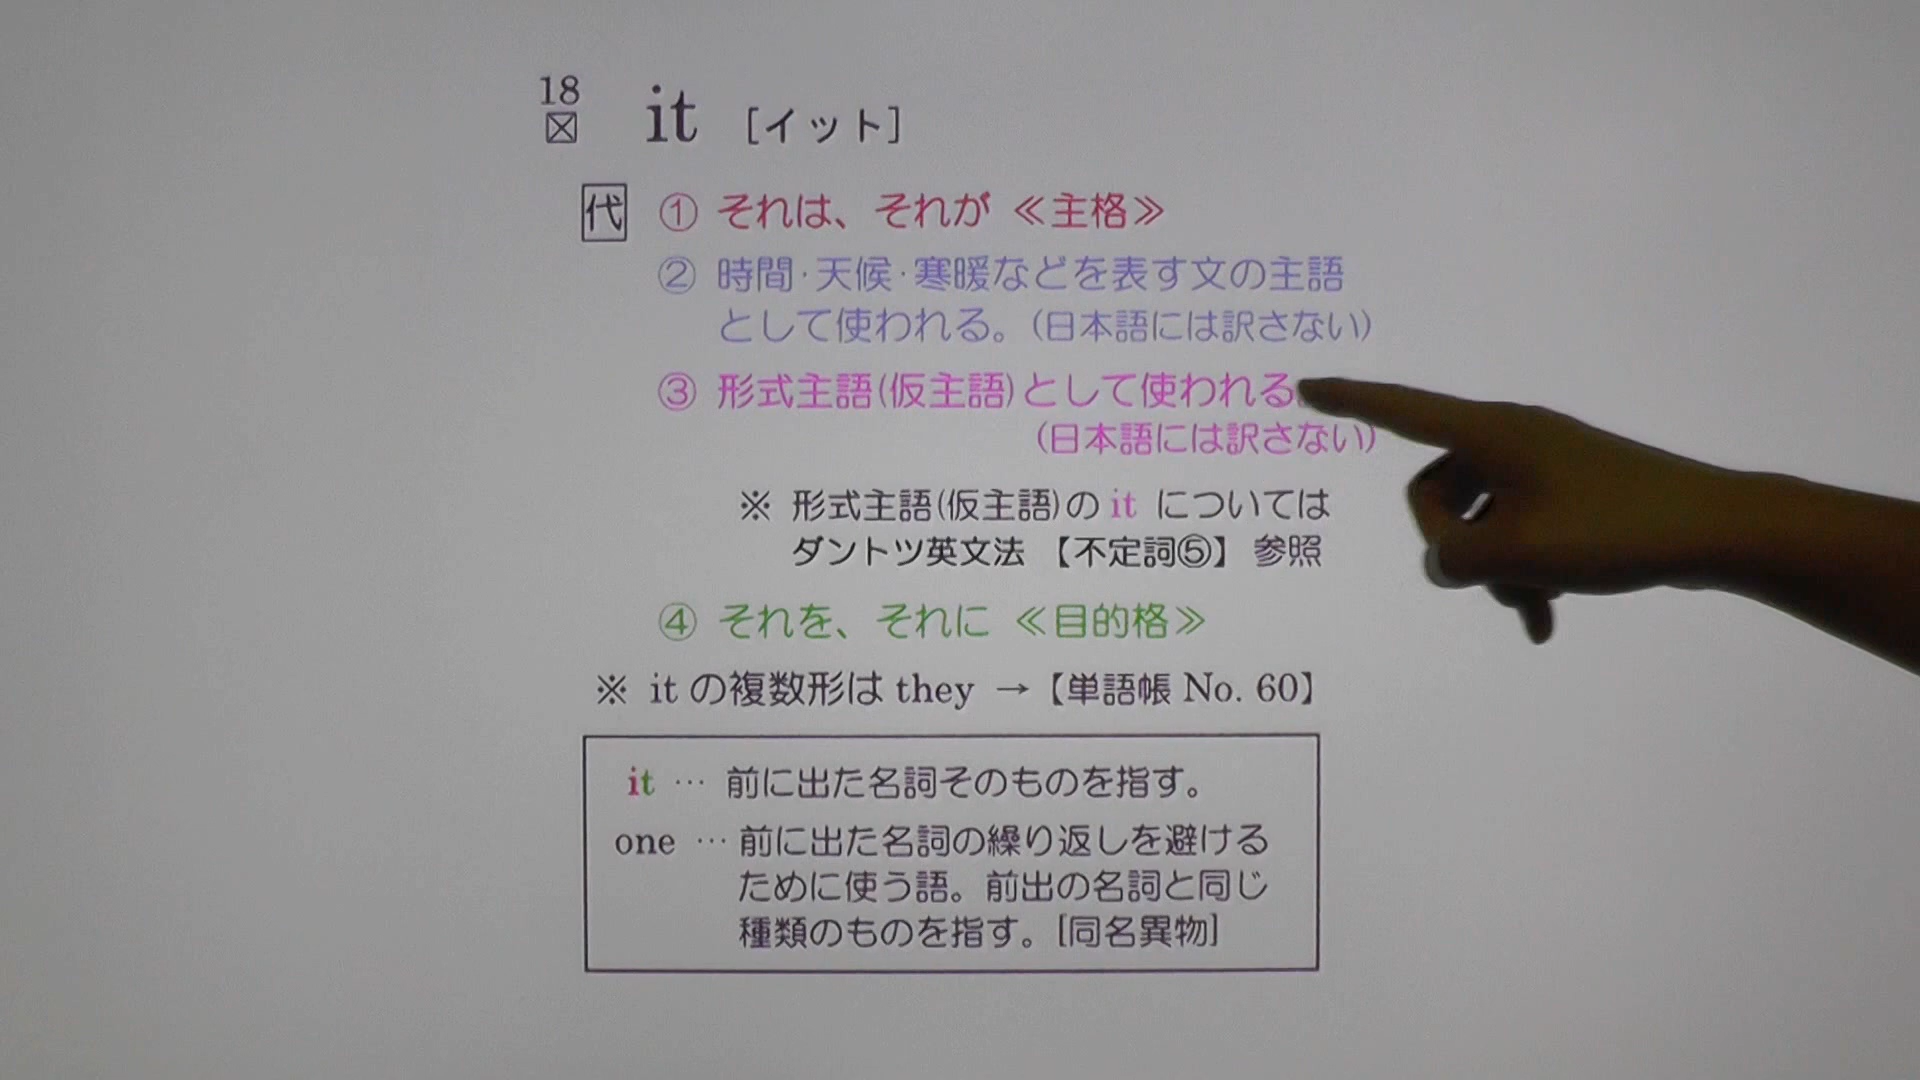 18
it [イット]
代 ① それは、それが ≪主格≫
② 時間·天候·寒暖などを表す文の主語
として使われる。(日本語には訳さない)
③ 形式主語(仮主語)として使われる
(日本語には訳さない)
※ 形式主語(仮主語)の it については
ダントツ英文法 【不定詞⑤】 参照
④ それを、それに ≪目的格≫
※ it の複数形は they →【単語帳 No. 60】
it … 前に出た名詞そのものを指す。
one … 前に出た名詞の繰り返しを避ける
ために使う語。前出の名詞と同じ
種類のものを指す。[同名異物]